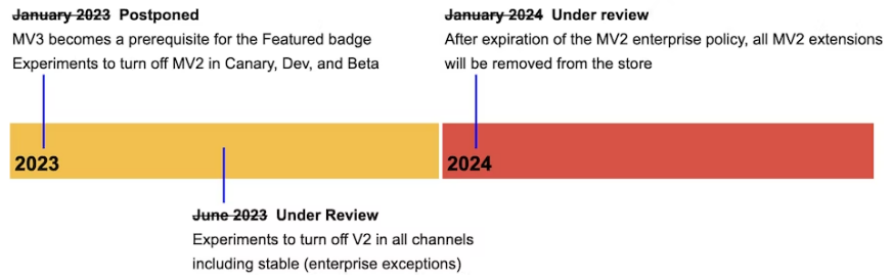 January 2023 Postponed
MV3 becomes a prerequisite for the Featured badge
Experiments to turn off MV2 in Canary, Dev, and Beta
January 2024 Under review
After expiration of the MV2 enterprise policy, all MV2 extensions
will be removed from the store
2023
2024
June 2023 Under Review
Experiments to turn off V2 in all channels
including stable (enterprise exceptions)